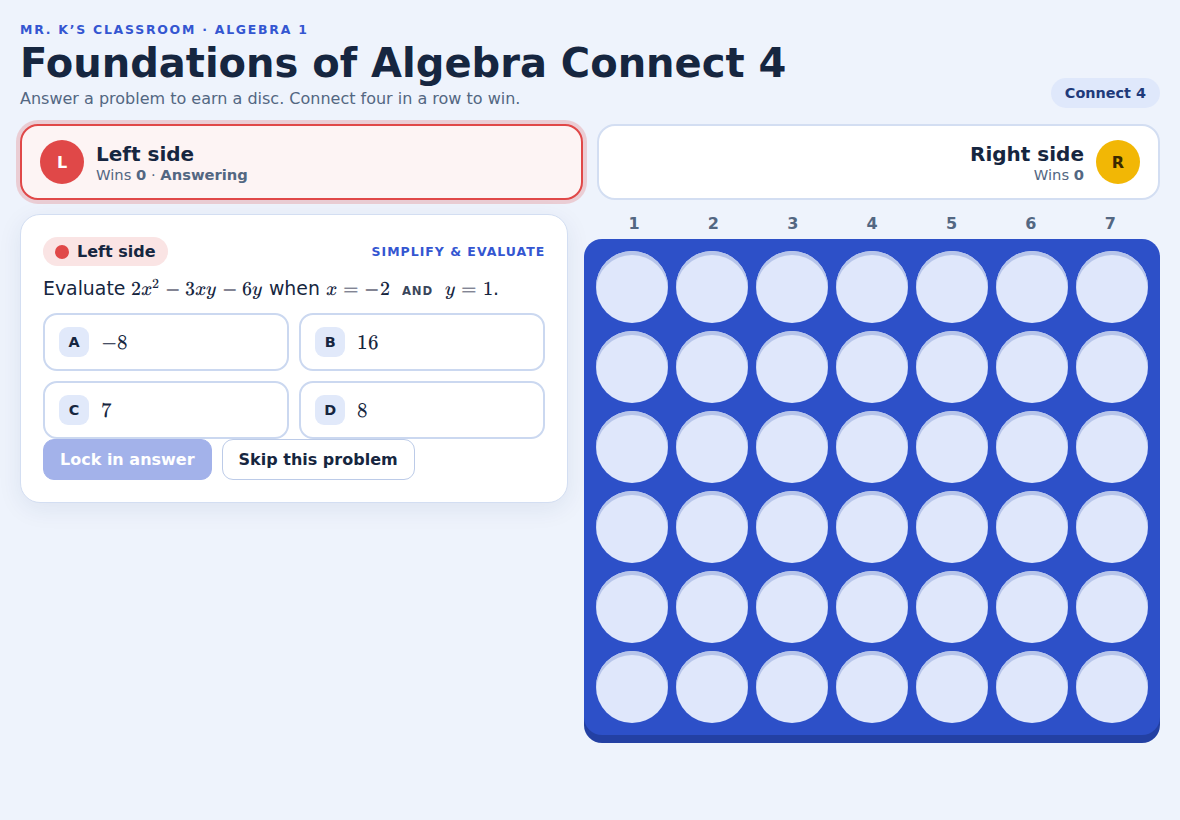 MR. K’S CLASSROOM · ALGEBRA 1
Foundations of Algebra Connect 4
Answer a problem to earn a disc. Connect four in a row to win.
Connect 4
L
Left side
Wins 0 · Answering
Right side
Wins 0
R
Left side
SIMPLIFY & EVALUATE
Evaluate 2x² − 3xy − 6y when x = −2 AND y = 1.
A −8
B 16
C 7
D 8
Lock in answer
Skip this problem
1 2 3 4 5 6 7